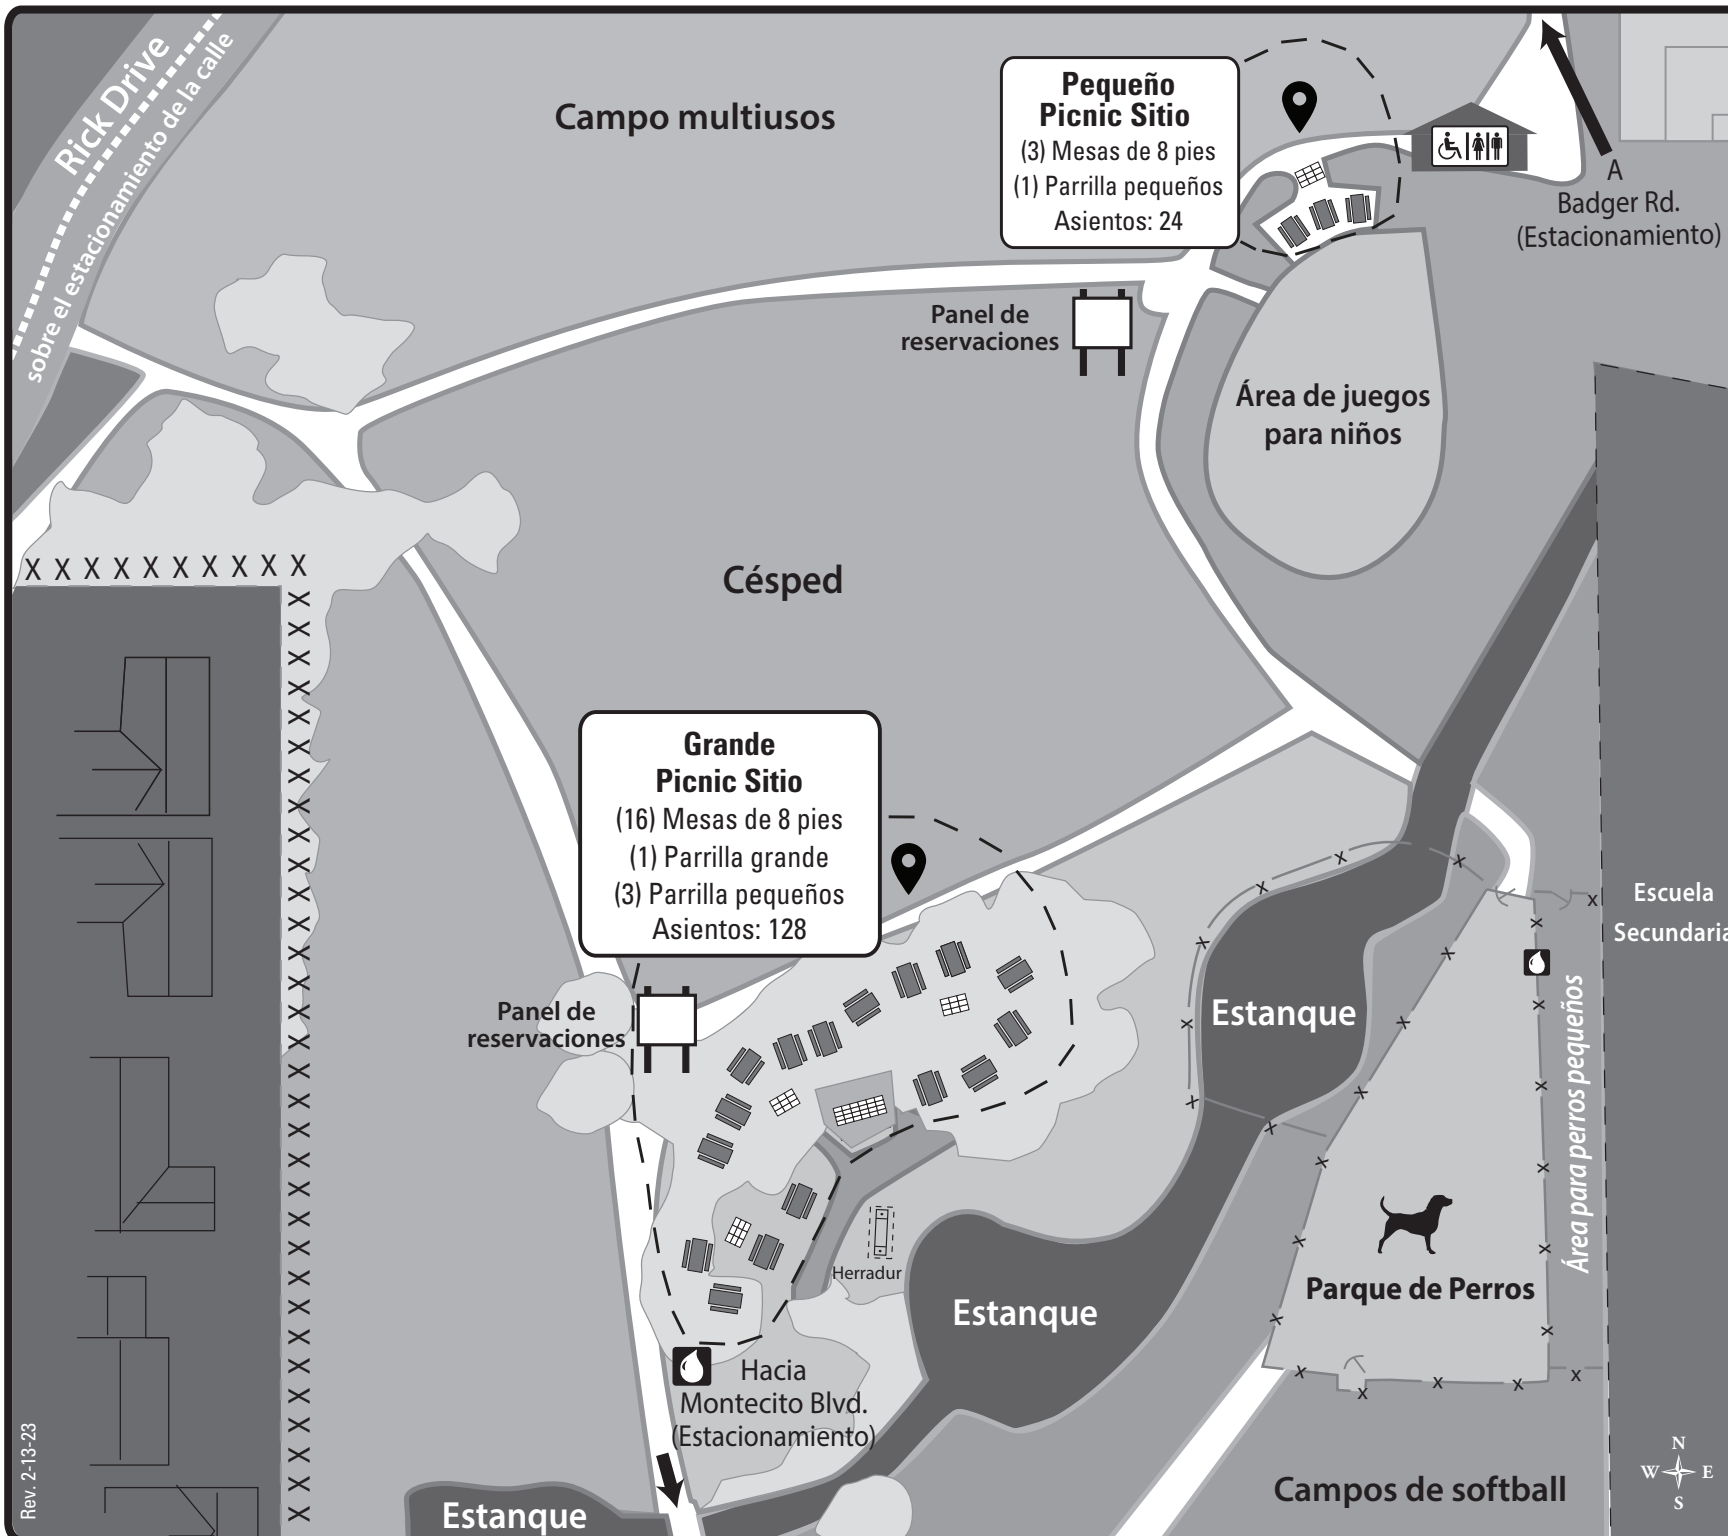 Rick Drive
sobre el estacionamiento de la calle
Campo multiusos
Pequeño
Picnic Sitio
(3) Mesas de 8 pies
(1) Parrilla pequeños
Asientos: 24
A
Badger Rd.
(Estacionamiento)
Panel de
reservaciones
Área de juegos
para niños
Césped
Grande
Picnic Sitio
(16) Mesas de 8 pies
(1) Parrilla grande
(3) Parrilla pequeños
Asientos: 128
Escuela
Secundaria
Panel de
reservaciones
Estanque
Área para perros pequeños
Herradur
Parque de Perros
Estanque
Hacia
Montecito Blvd.
(Estacionamiento)
Campos de softball
Estanque
Rev. 2-13-23
N
W E
S